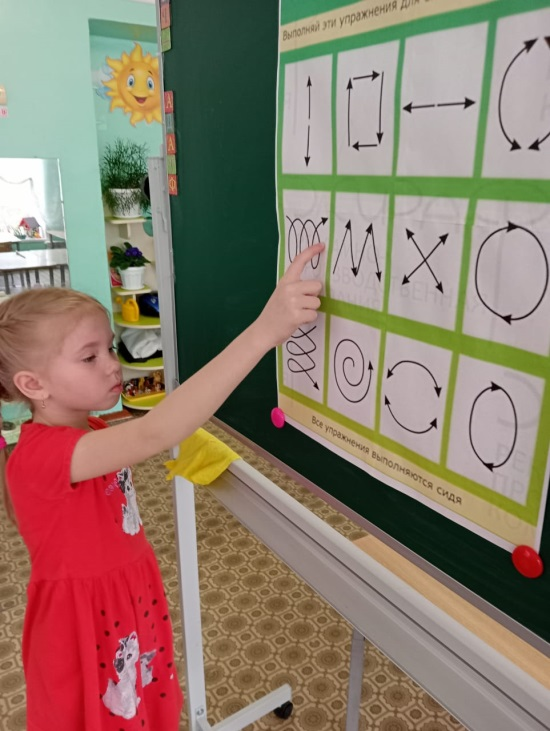 Выполняй эти упражнения для
Все упражнения выполняются сидя